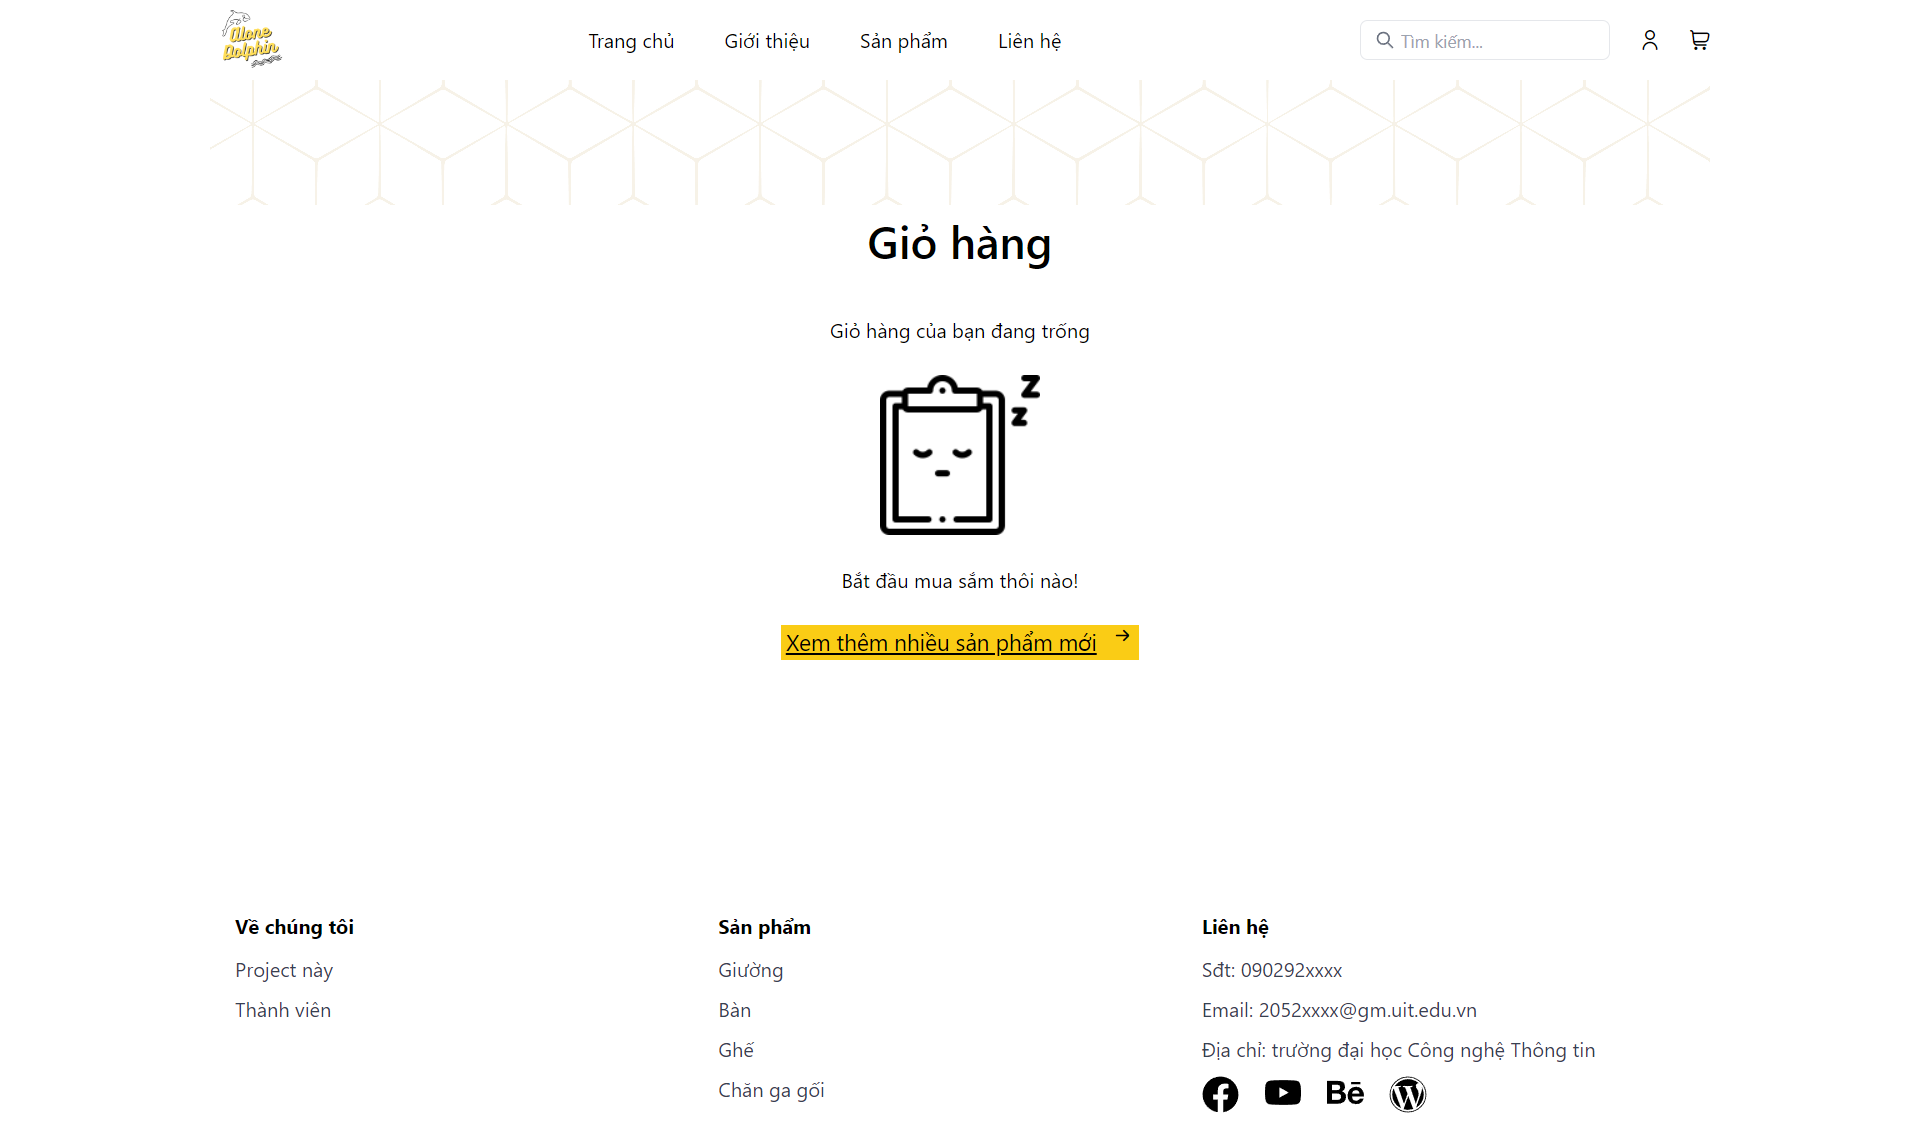 Alone
Dolphin
Trang chủ
Giới thiệu
Sản phẩm
Liên hệ
Tìm kiếm...
Giỏ hàng
Giỏ hàng của bạn đang trống
z
z
Bắt đầu mua sắm thôi nào!
Xem thêm nhiều sản phẩm mới
Về chúng tôi
Project này
Thành viên
Sản phẩm
Giường
Bàn
Ghế
Chăn ga gối
Liên hệ
Sđt: 090292xxxx
Email: 2052xxxx@gm.uit.edu.vn
Địa chỉ: trường đại học Công nghệ Thông tin
Bē